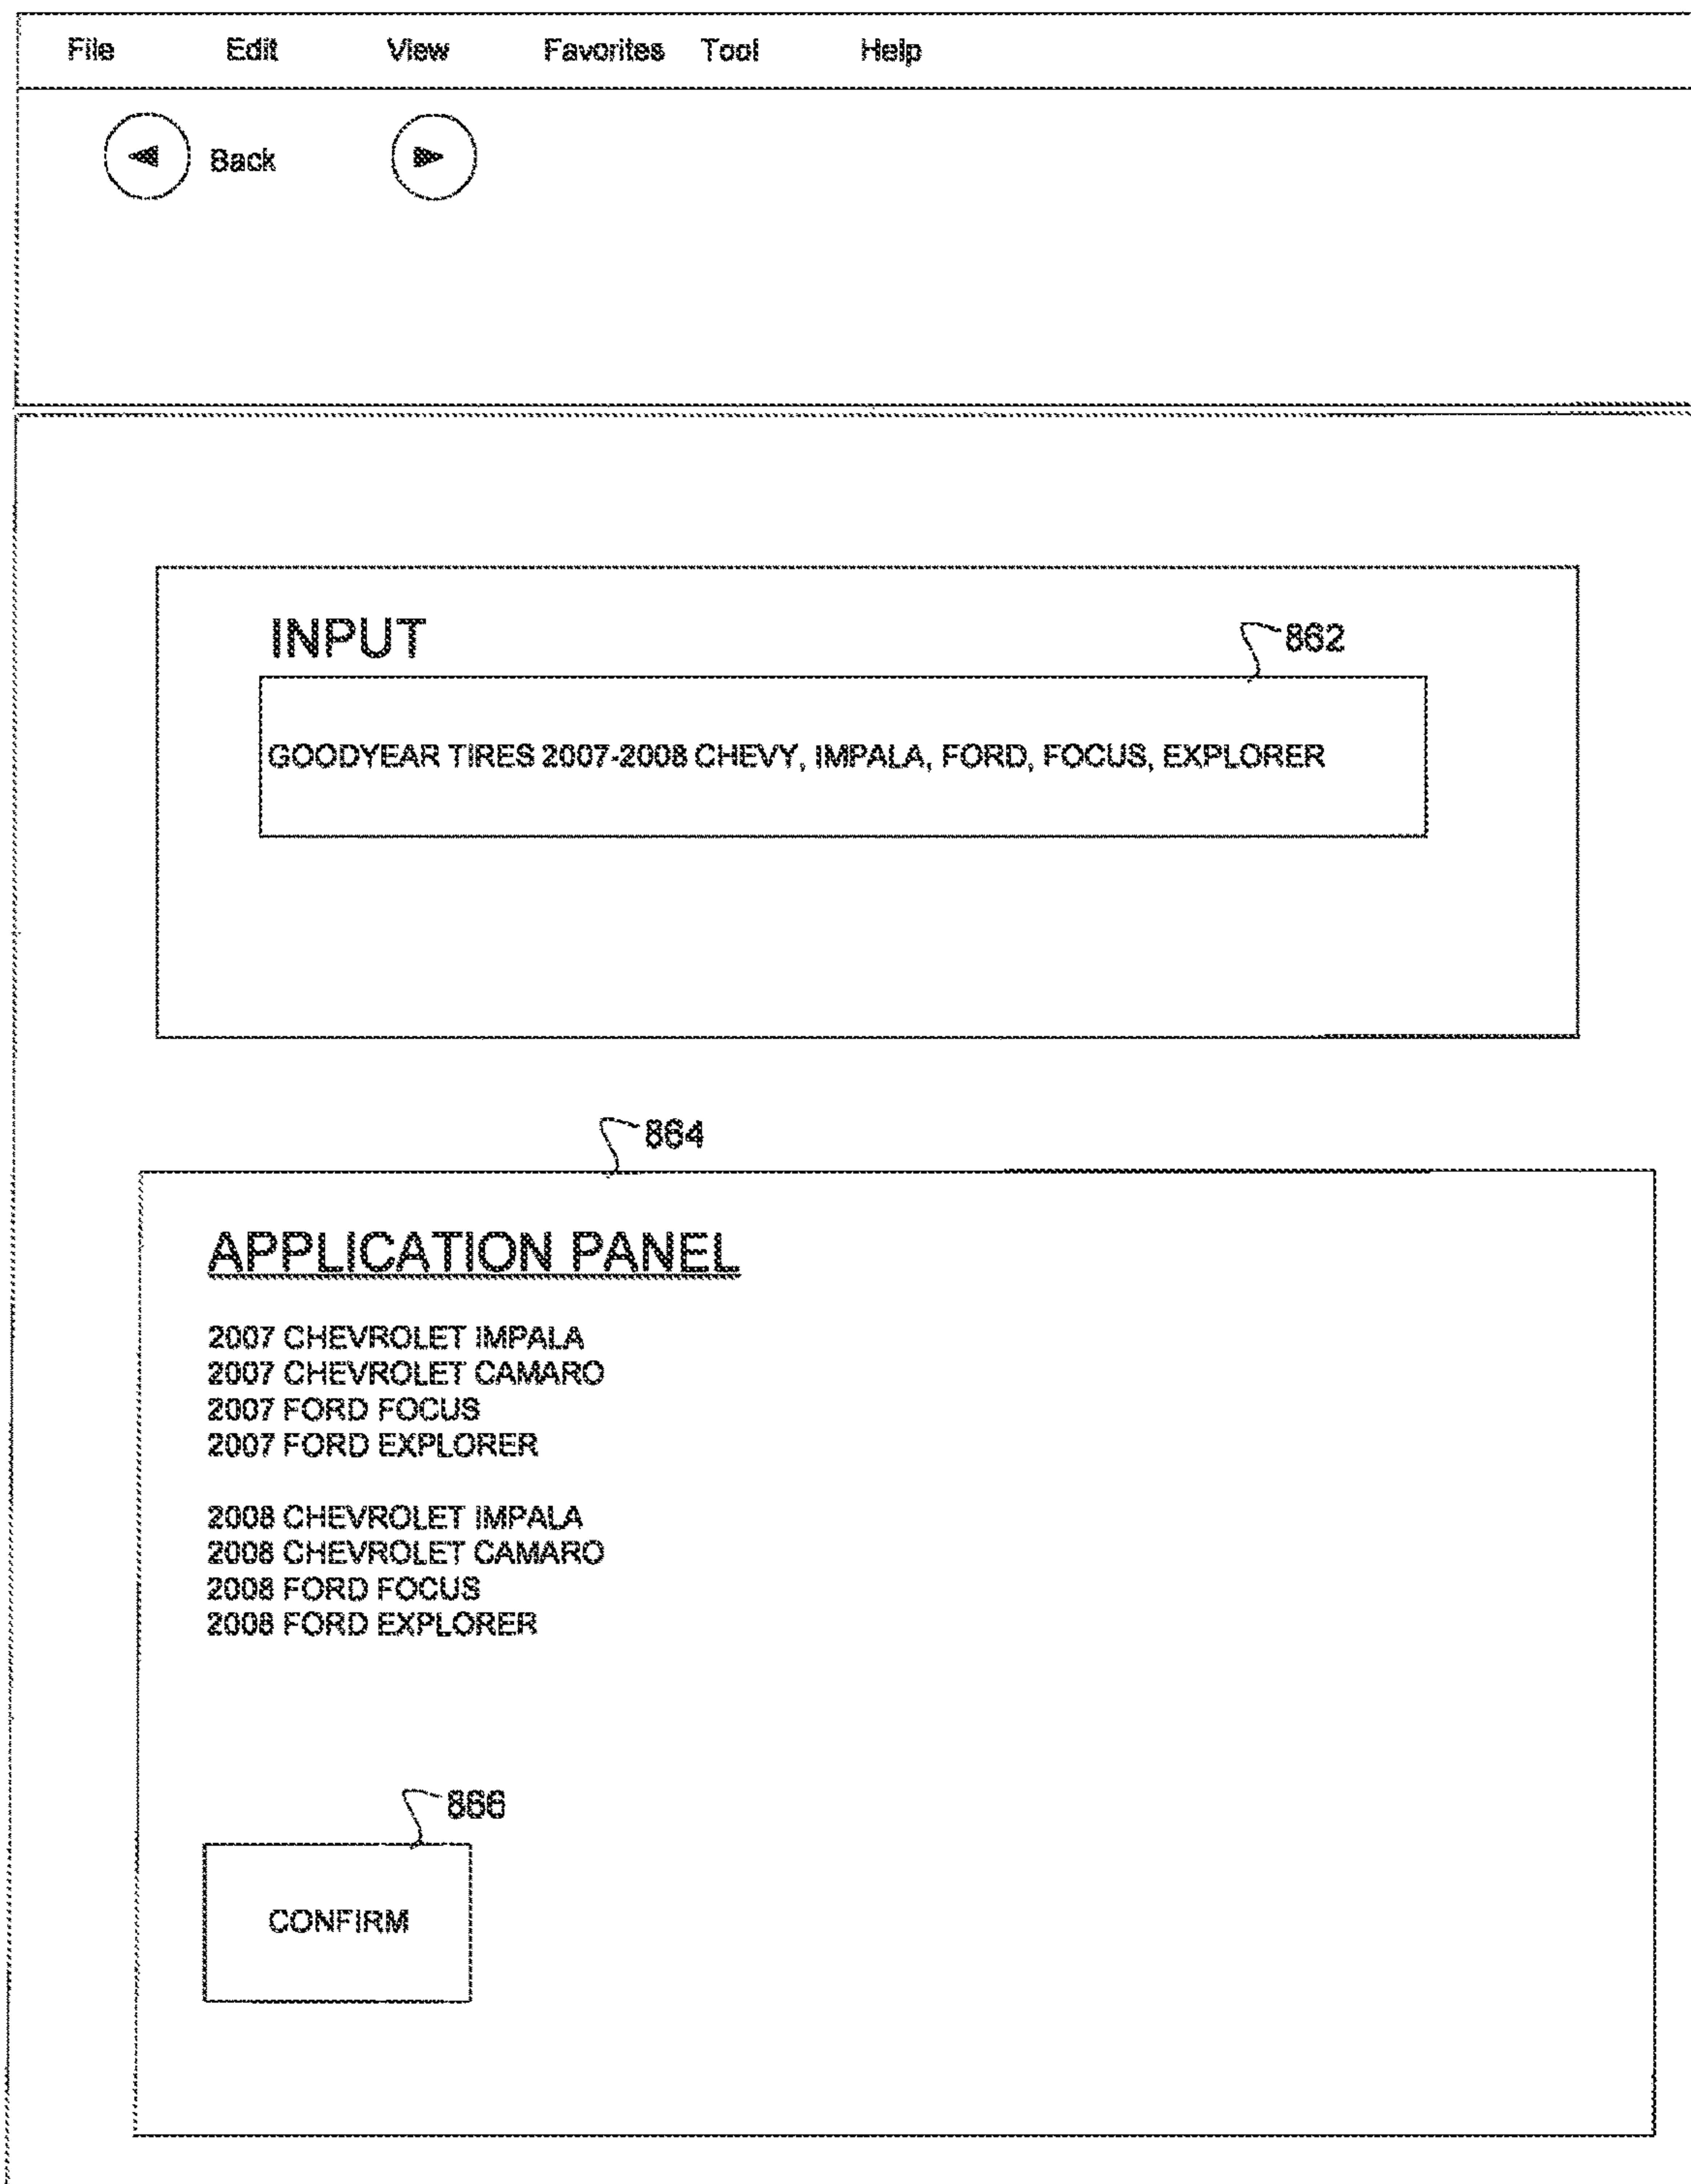 File Edit View Favorites Tool Help
Back
INPUT
862
GOODYEAR TIRES 2007-2008 CHEVY, IMPALA, FORD, FOCUS, EXPLORER
864
APPLICATION PANEL
2007 CHEVROLET IMPALA
2007 CHEVROLET CAMARO
2007 FORD FOCUS
2007 FORD EXPLORER
2008 CHEVROLET IMPALA
2008 CHEVROLET CAMARO
2008 FORD FOCUS
2008 FORD EXPLORER
866
CONFIRM